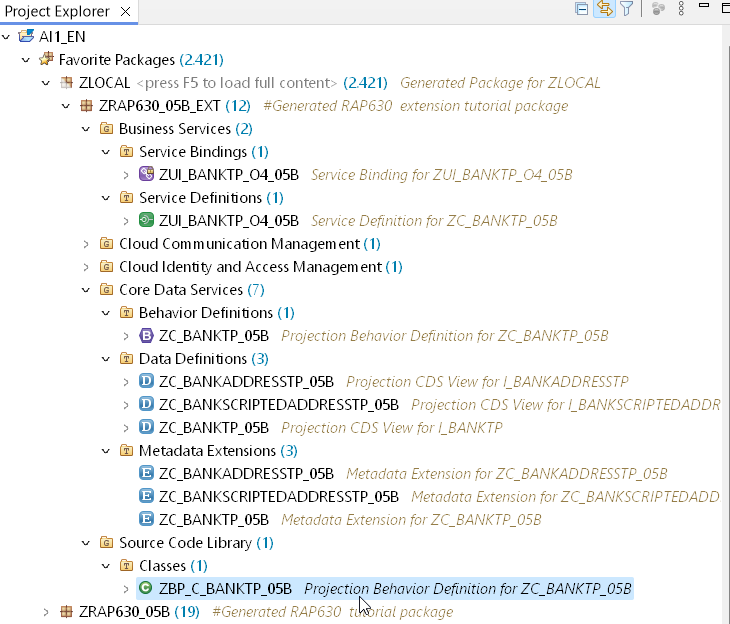 Project Explorer
AI1_EN
Favorite Packages (2.421)
ZLOCAL <press F5 to load full content> (2.421) Generated Package for ZLOCAL
ZRAP630_05B_EXT (12) #Generated RAP630 extension tutorial package
Business Services (2)
Service Bindings (1)
ZUI_BANKTP_O4_05B Service Binding for ZUI_BANKTP_O4_05B
Service Definitions (1)
ZUI_BANKTP_O4_05B Service Definition for ZC_BANKTP_05B
Cloud Communication Management (1)
Cloud Identity and Access Management (1)
Core Data Services (7)
Behavior Definitions (1)
ZC_BANKTP_05B Projection Behavior Definition for ZC_BANKTP_05B
Data Definitions (3)
ZC_BANKADDRESSTP_05B Projection CDS View for I_BANKADDRESSTP
ZC_BANKSCRIPTEDADDRESSTP_05B Projection CDS View for I_BANKSCRIPTEDADDR
ZC_BANKTP_05B Projection CDS View for I_BANKTP
Metadata Extensions (3)
ZC_BANKADDRESSTP_05B Metadata Extension for ZC_BANKADDRESSTP_05B
ZC_BANKSCRIPTEDADDRESSTP_05B Metadata Extension for ZC_BANKSCRIPTEDADD
ZC_BANKTP_05B Metadata Extension for ZC_BANKTP_05B
Source Code Library (1)
Classes (1)
ZBP_C_BANKTP_05B Projection Behavior Definition for ZC_BANKTP_05B
ZRAP630_05B (19) #Generated RAP630 tutorial package